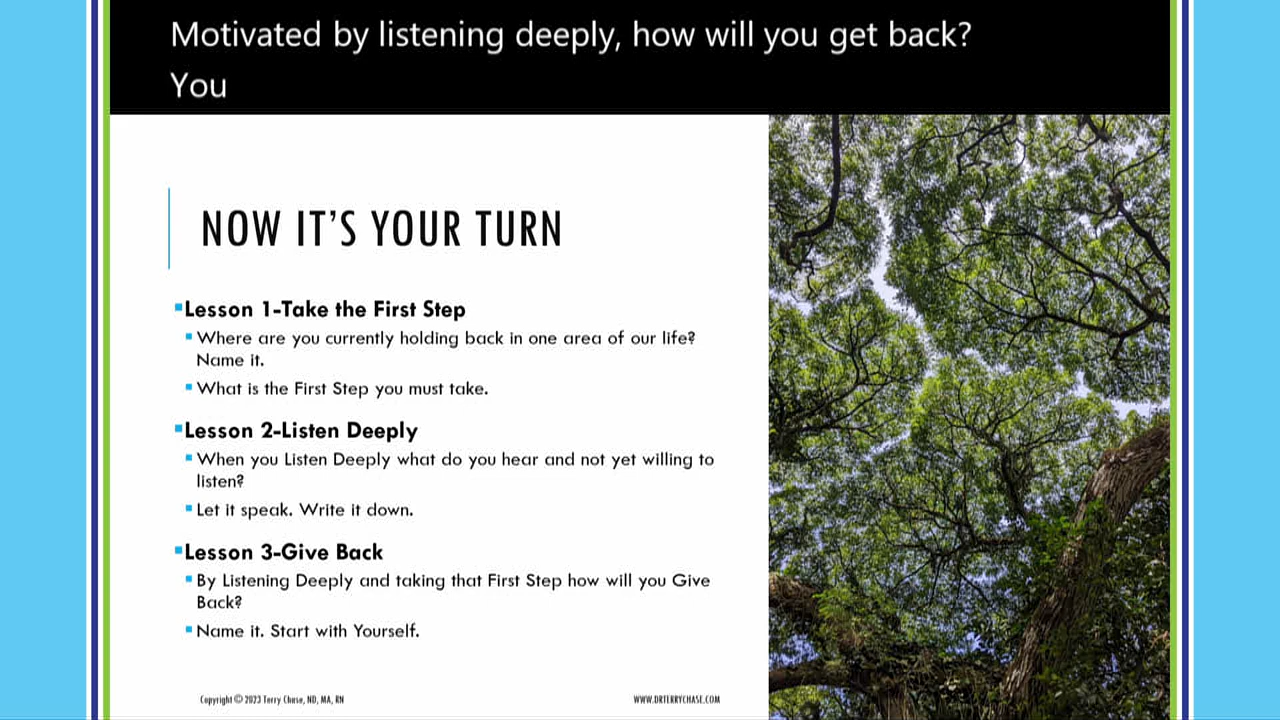 Motivated by listening deeply, how will you get back?
You
NOW IT'S YOUR TURN
Lesson 1-Take the First Step
Where are you currently holding back in one area of our life?
Name it.
What is the First Step you must take.
Lesson 2-Listen Deeply
When you Listen Deeply what do you hear and not yet willing to
listen?
Let it speak. Write it down.
Lesson 3-Give Back
By Listening Deeply and taking that First Step how will you Give
Back?
Name it. Start with Yourself.
Copyright © 2023 Terry Chase, ND, MA, RN
WWW.DRTERRYCHASE.COM